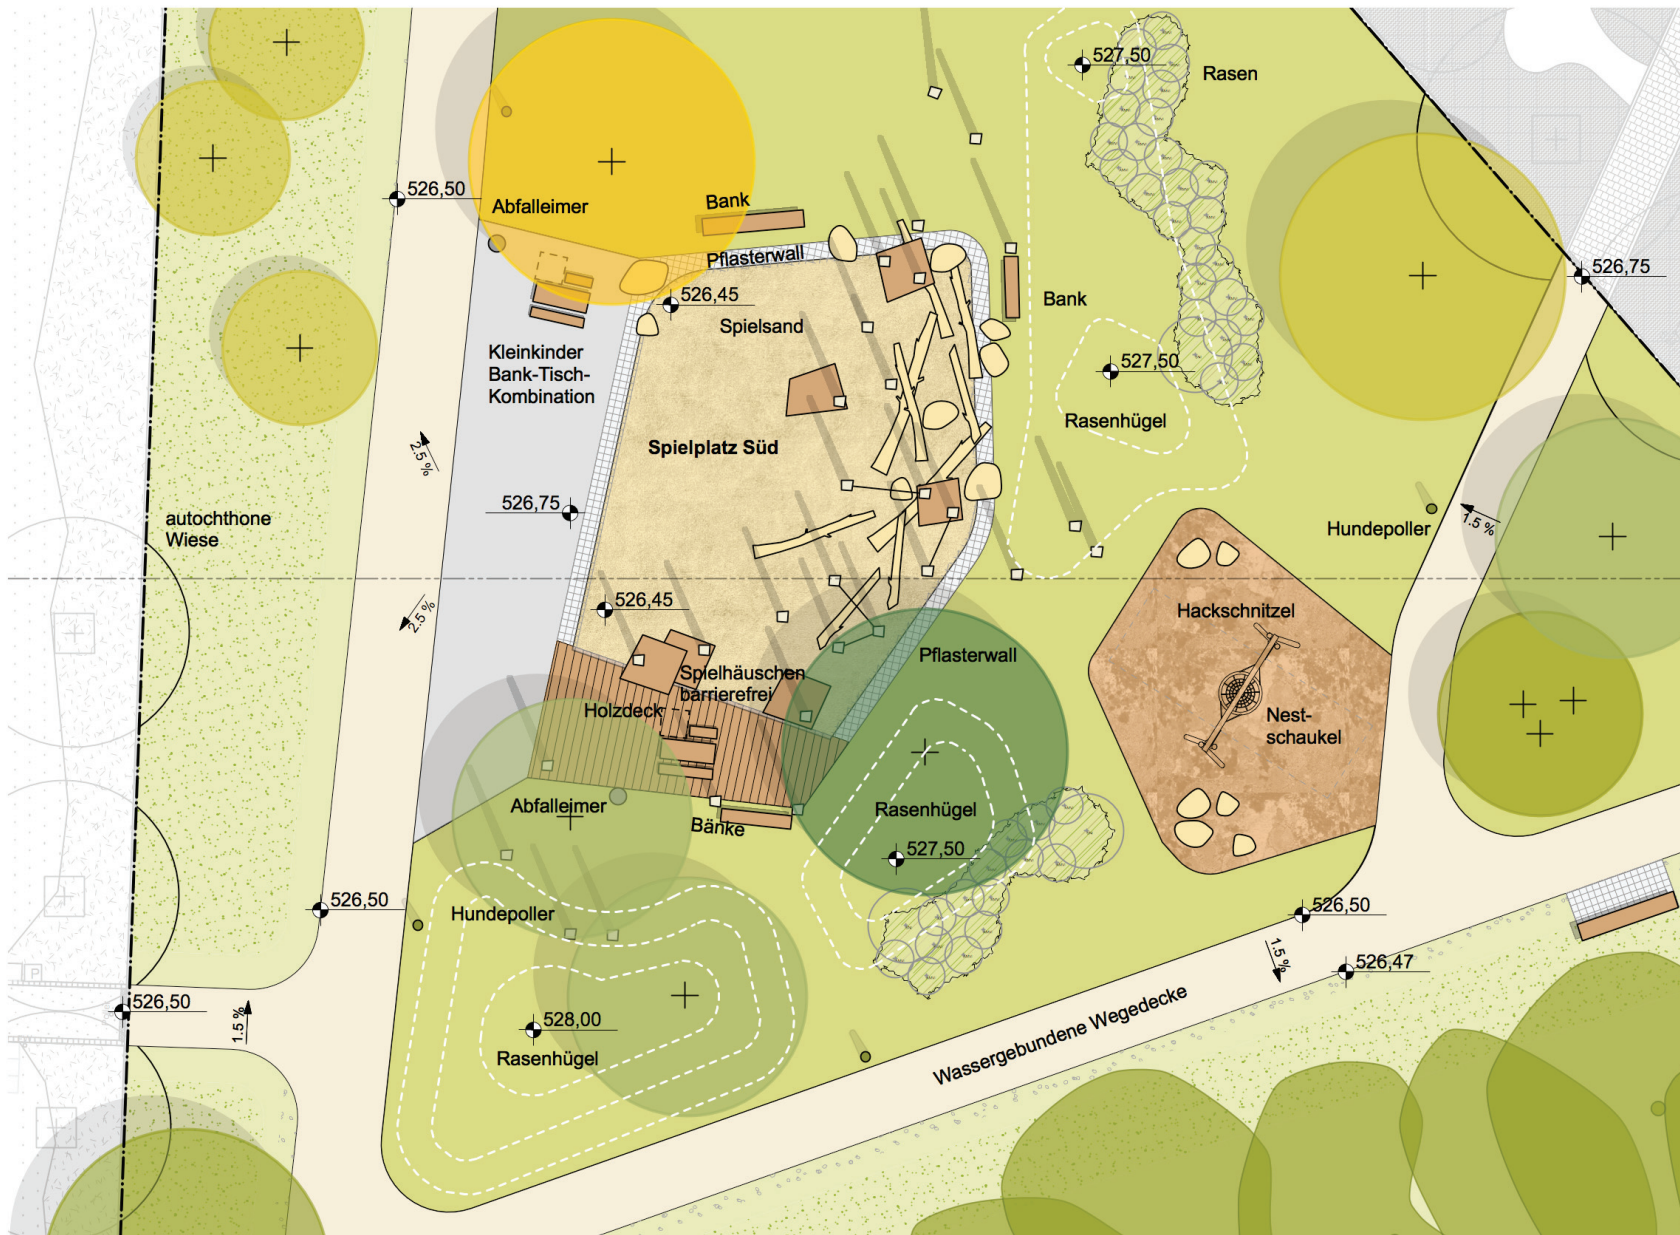 527,50
Rasen
526,50
Abfalleimer
Bank
Pflasterwall
526,45
Spielsand
Bank
526,75
Kleinkinder
Bank-Tisch-
Kombination
527,50
Rasenhügel
2.5 %
Spielplatz Süd
526,75
autochthone
Wiese
Hundepoller
1.5 %
2.5 %
526,45
Hackschnitzel
Spielhäuschen
barrierefrei
Pflasterwall
Holzdeck
Nest-
schaukel
Abfalleimer
Bänke
Rasenhügel
527,50
526,50
Hundepoller
526,50
1.5 %
526,47
P
526,50
1.5 %
528,00
Rasenhügel
Wassergebundene Wegedecke